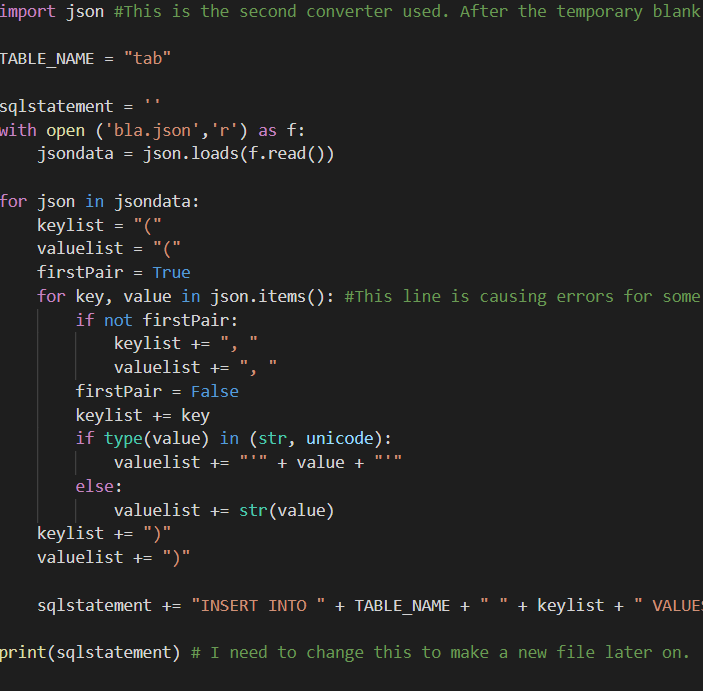 import json #This is the second converter used. After the temporary blank
TABLE_NAME = "tab"
sqlstatement = ''
with open ('bla.json','r') as f:
    jsondata = json.loads(f.read())
for json in jsondata:
    keylist = "("
    valuelist = "("
    firstPair = True
    for key, value in json.items(): #This line is causing errors for some
        if not firstPair:
            keylist += ", "
            valuelist += ", "
        firstPair = False
        keylist += key
        if type(value) in (str, unicode):
            valuelist += "'" + value + "'"
        else:
            valuelist += str(value)
    keylist += ")"
    valuelist += ")"
    sqlstatement += "INSERT INTO " + TABLE_NAME + " " + keylist + " VALUES
print(sqlstatement) # I need to change this to make a new file later on.